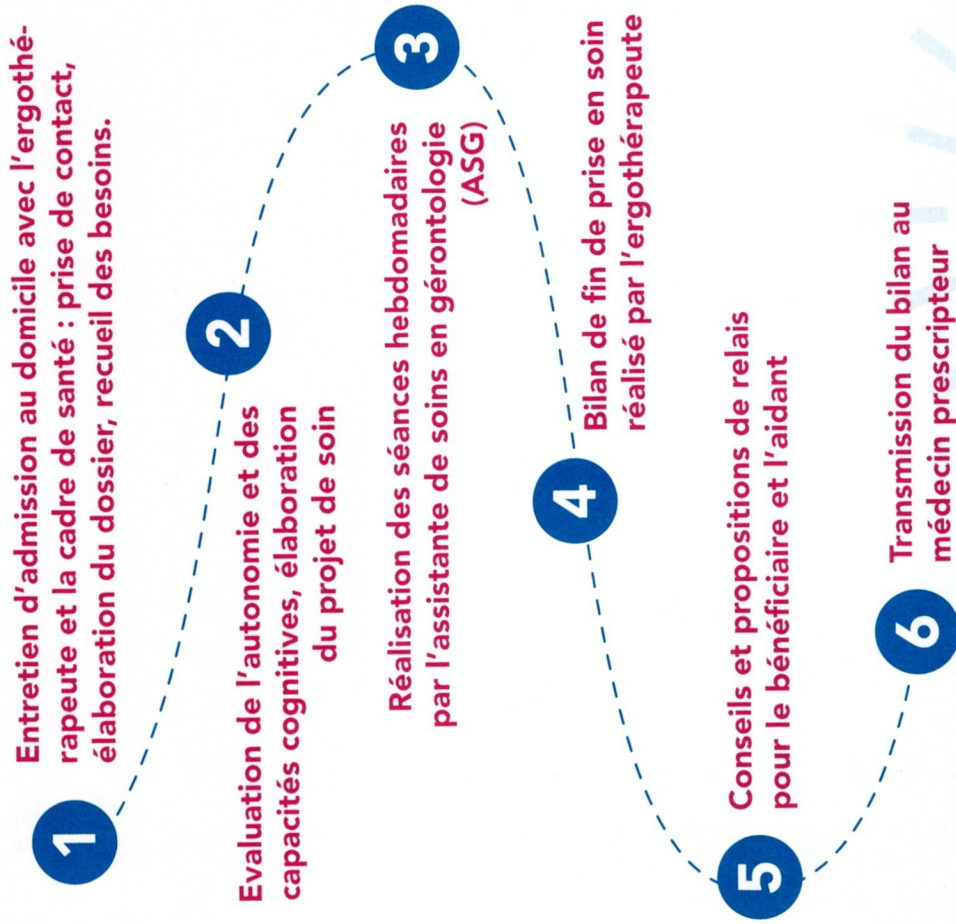 1
Entretien d'admission au domicile avec l'ergothé-
rapeute et la cadre de santé : prise de contact,
élaboration du dossier, recueil des besoins.
2
Evaluation de l'autonomie et des
capacités cognitives, élaboration
du projet de soin
3
Réalisation des séances hebdomadaires
par l'assistante de soins en gérontologie
(ASG)
4
Bilan de fin de prise en soin
réalisé par l'ergothérapeute
5
Conseils et propositions de relais
pour le bénéficiaire et l'aidant
6
Transmission du bilan au
médecin prescripteur